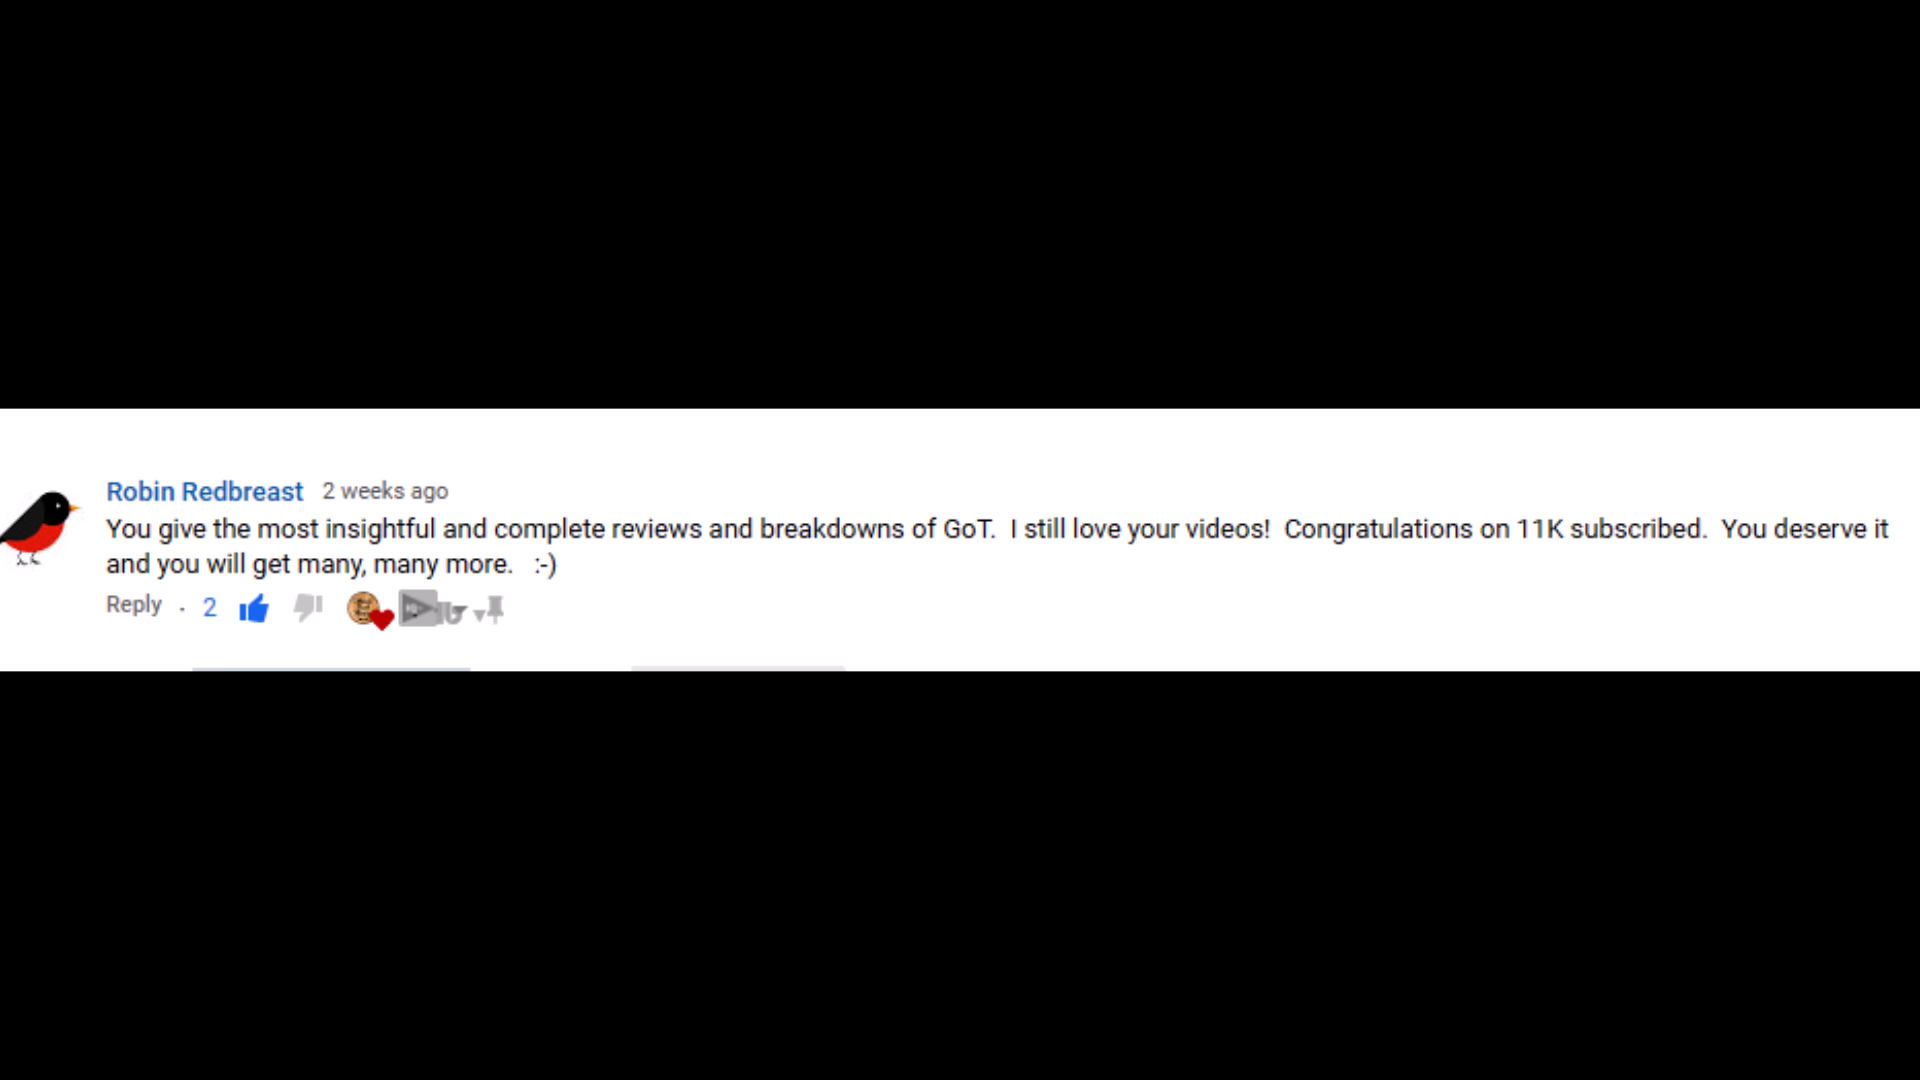 Robin Redbreast 2 weeks ago
You give the most insightful and complete reviews and breakdowns of GoT.  I still love your videos!  Congratulations on 11K subscribed.  You deserve it
and you will get many, many more.   :-)
Reply . 2